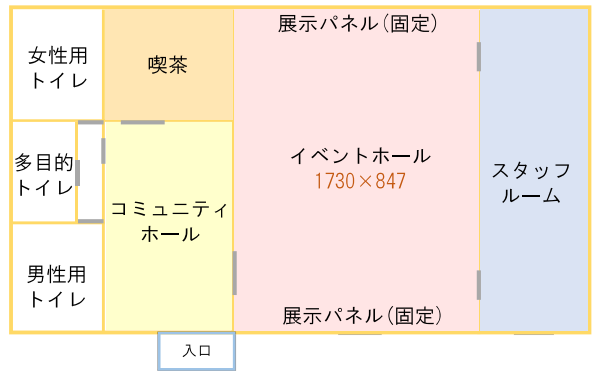 展示パネル(固定)
女性用
トイレ
喫茶
多目的
トイレ
イベントホール
1730×847
スタッフ
ルーム
コミュニティ
ホール
男性用
トイレ
展示パネル(固定)
入口